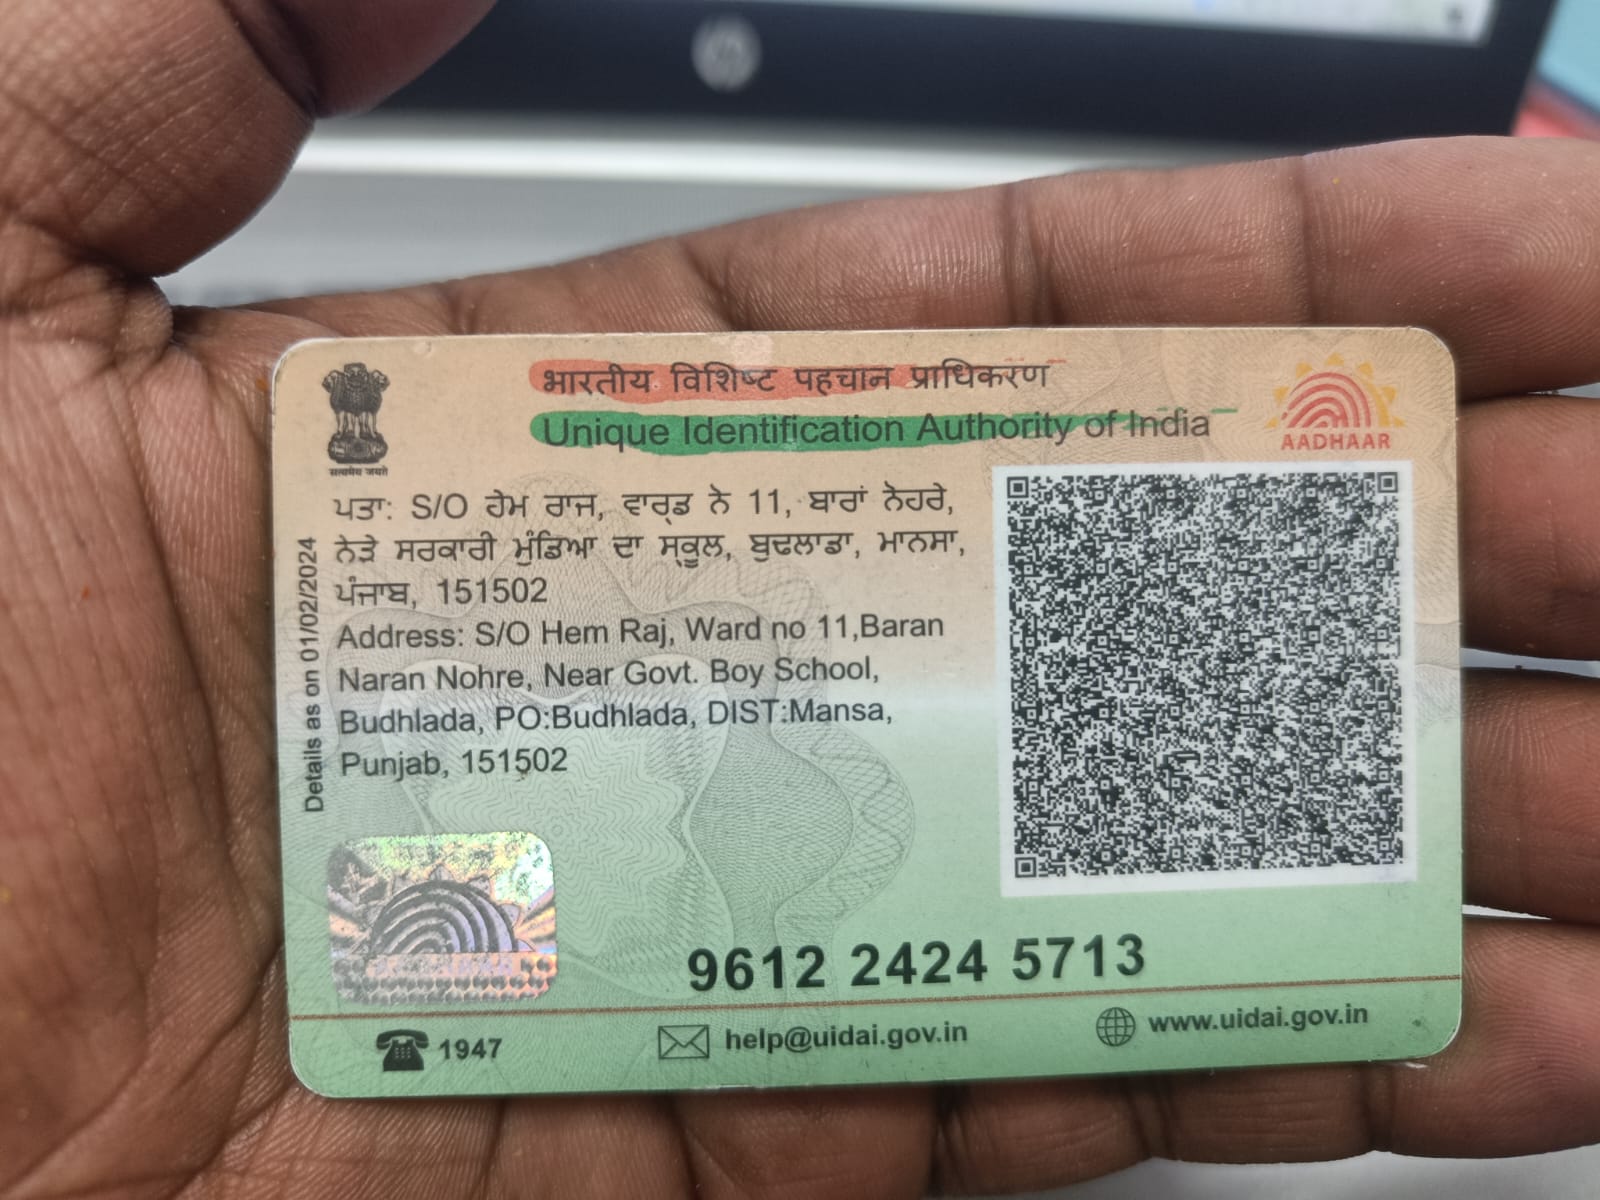 भारतीय विशिष्ट पहचान प्राधिकरण
Unique Identification Authority of India
AADHAAR
सत्यमेव जयते
ਪਤਾ: S/O ਹੇਮ ਰਾਜ, ਵਾਰ੍ਡ ਨੇ 11, ਬਾਰਾਂ ਨੋਹਰੇ,
ਨੇੜੇ ਸਰਕਾਰੀ ਮੁੰਡਿਆ ਦਾ ਸ੍ਕੂਲ, ਬੁਢਲਾਡਾ, ਮਾਨਸਾ,
ਪੰਜਾਬ, 151502
Address: S/O Hem Raj, Ward no 11,Baran
Naran Nohre, Near Govt. Boy School,
Budhlada, PO:Budhlada, DIST:Mansa,
Punjab, 151502
Details as on 01/02/2024
9612 2424 5713
1947
help@uidai.gov.in
www.uidai.gov.in
hp